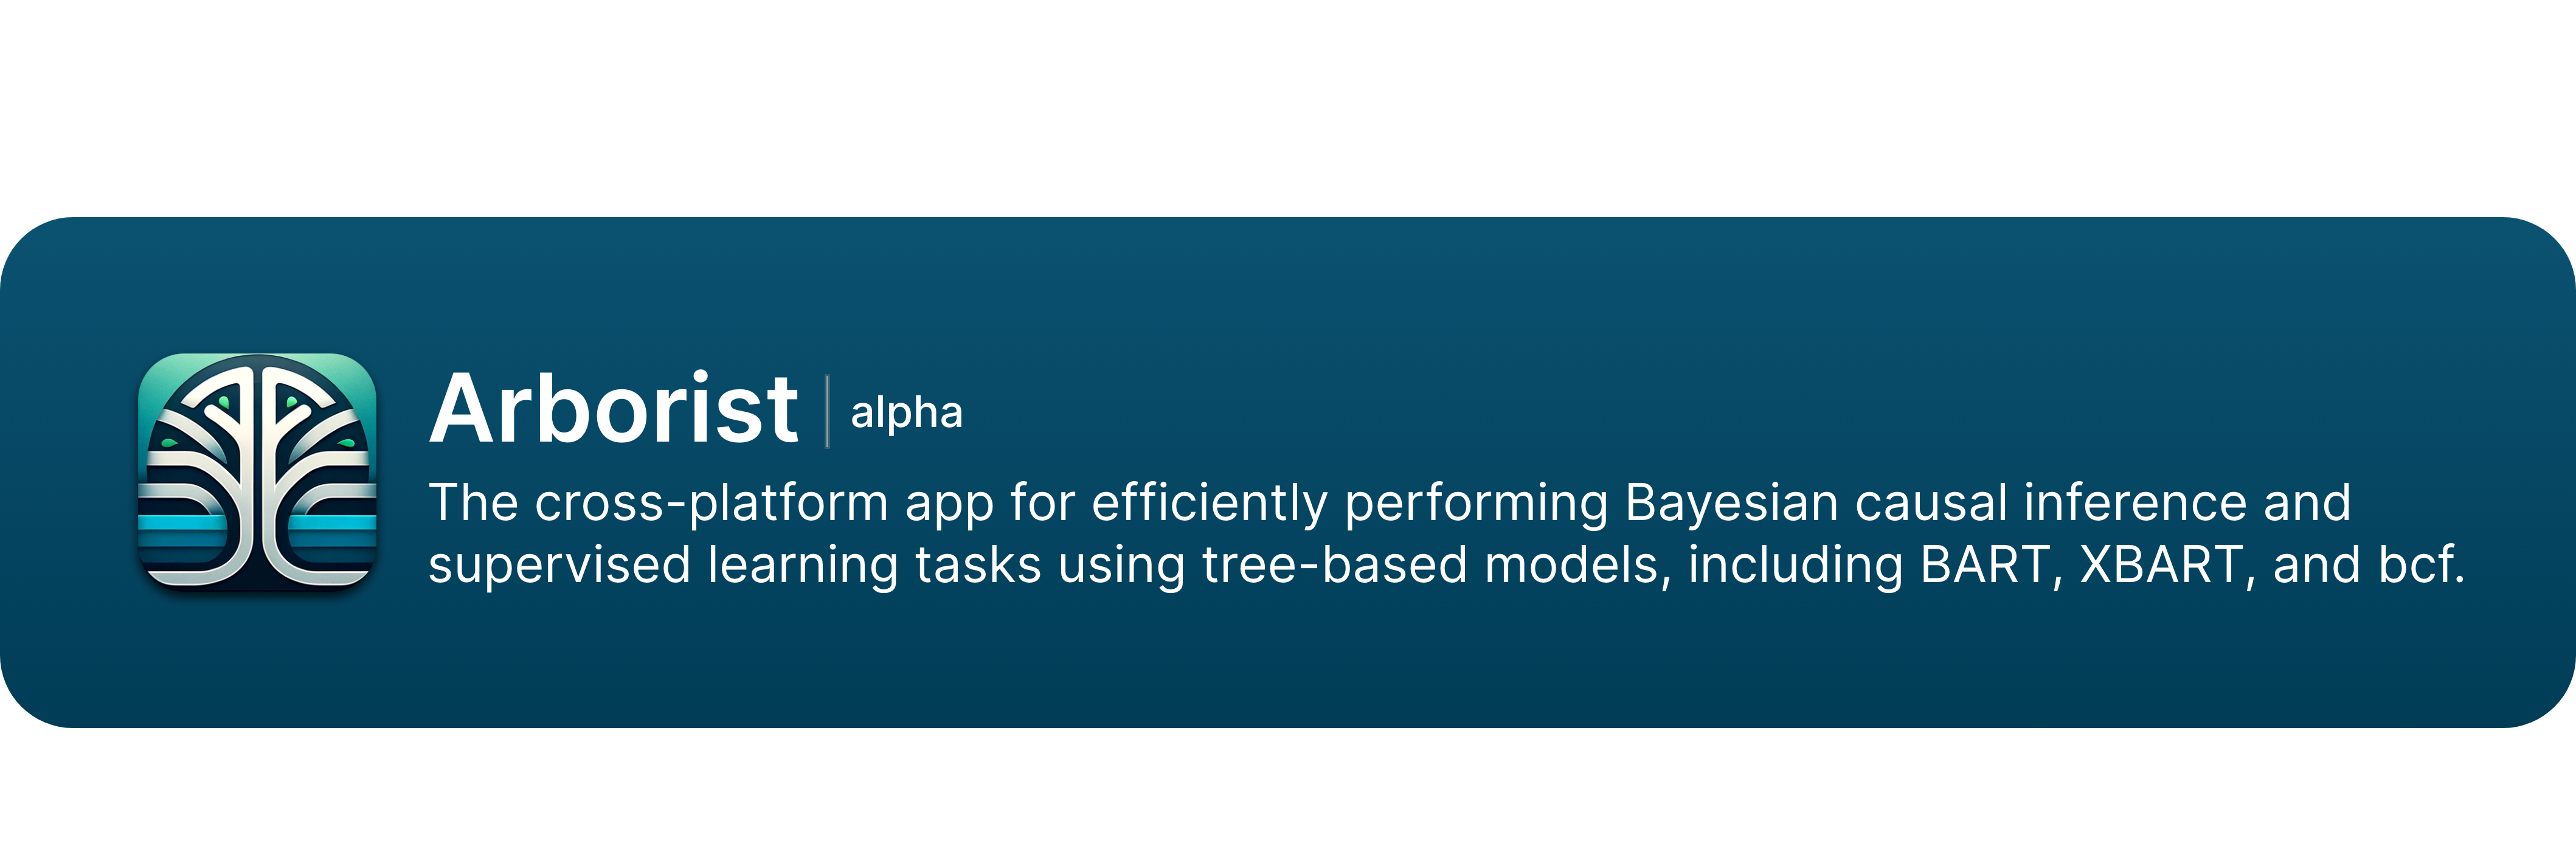 Arborist | alpha
The cross-platform app for efficiently performing Bayesian causal inference and
supervised learning tasks using tree-based models, including BART, XBART, and bcf.